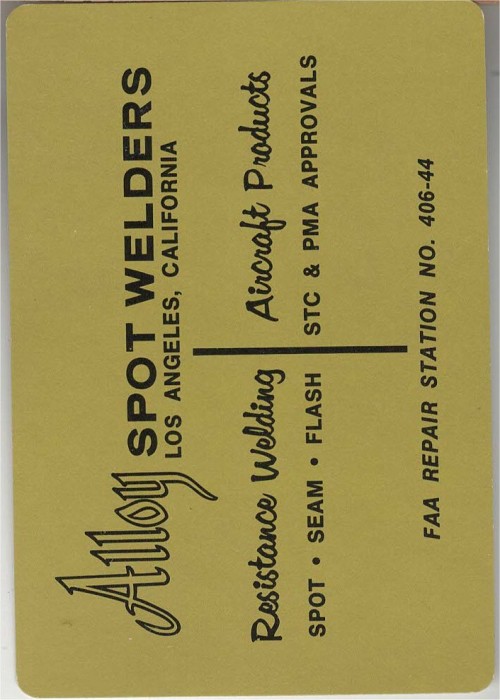 Alloy SPOT WELDERS
LOS ANGELES, CALIFORNIA
Resistance Welding
SPOT • SEAM • FLASH
Aircraft Products
STC & PMA APPROVALS
FAA REPAIR STATION NO. 406-44